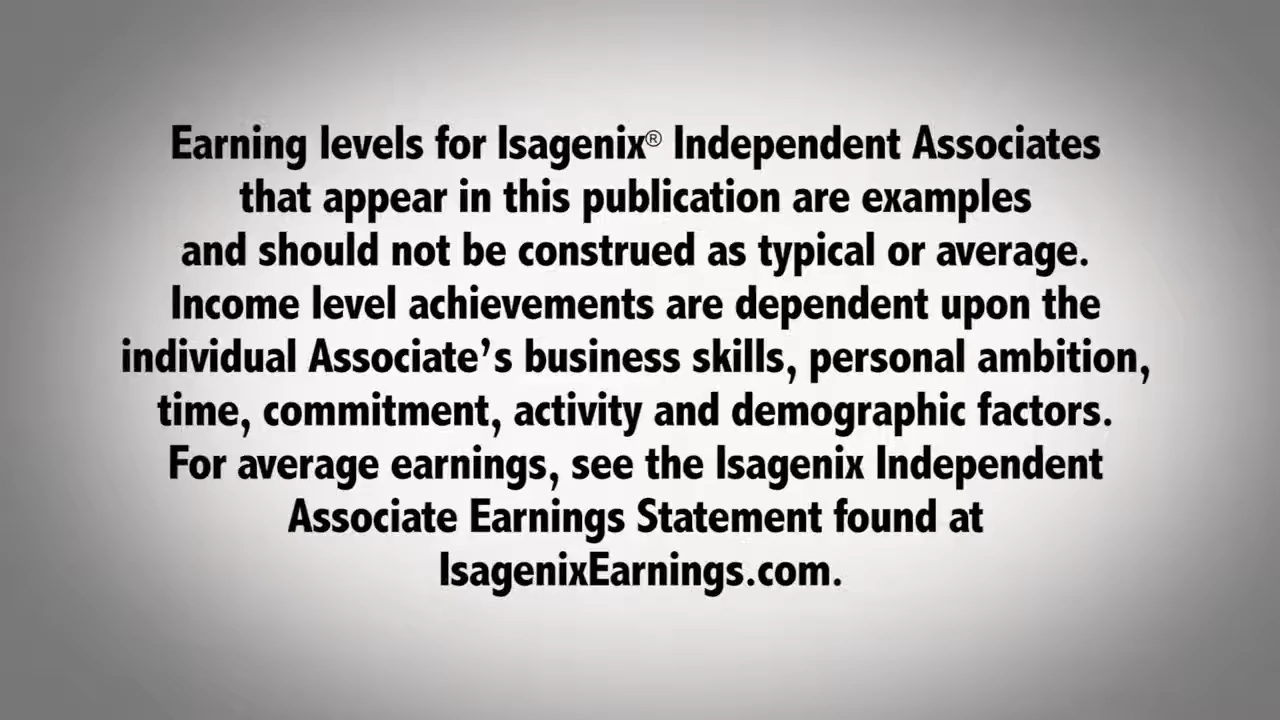 Earning levels for Isagenix® Independent Associates
that appear in this publication are examples
and should not be construed as typical or average.
Income level achievements are dependent upon the
individual Associate’s business skills, personal ambition,
time, commitment, activity and demographic factors.
For average earnings, see the Isagenix Independent
Associate Earnings Statement found at
IsagenixEarnings.com.